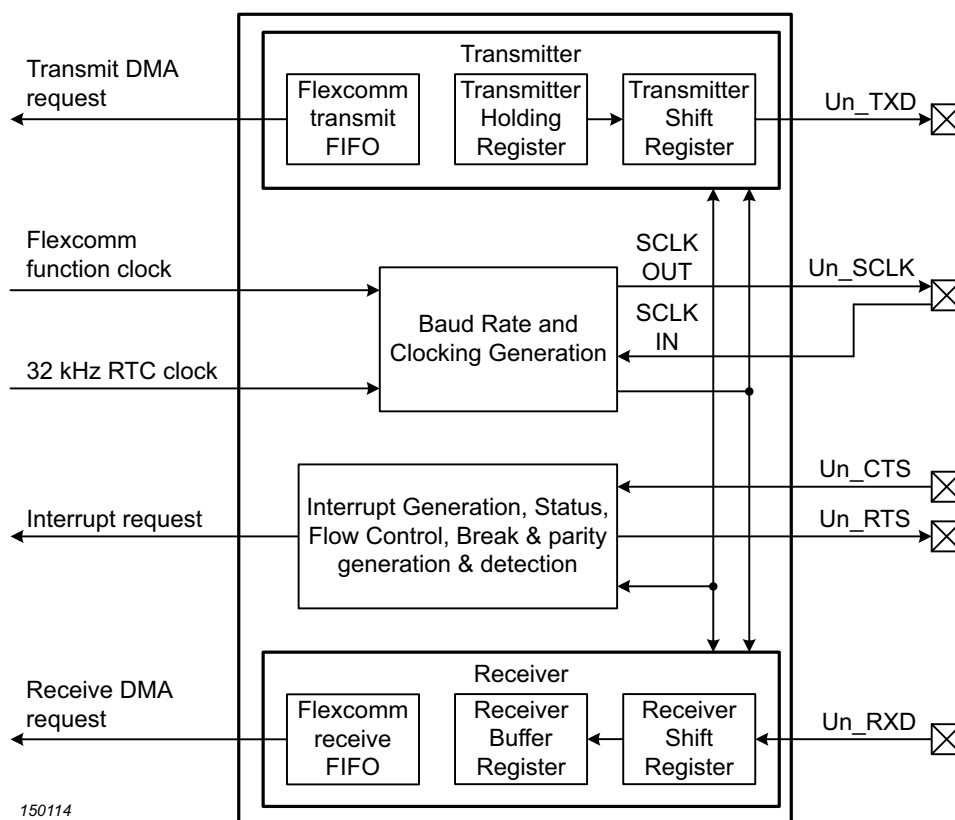 Transmitter
Transmit DMA
request
Flexcomm
transmit
FIFO
Transmitter
Holding
Register
Transmitter
Shift
Register
Un_TXD
Flexcomm
function clock
SCLK
OUT
Un_SCLK
Baud Rate and
Clocking Generation
SCLK
IN
32 kHz RTC clock
Un_CTS
Interrupt request
Interrupt Generation, Status,
Flow Control, Break & parity
generation & detection
Un_RTS
Receiver
Receive DMA
request
Flexcomm
receive
FIFO
Receiver
Buffer
Register
Receiver
Shift
Register
Un_RXD
150114